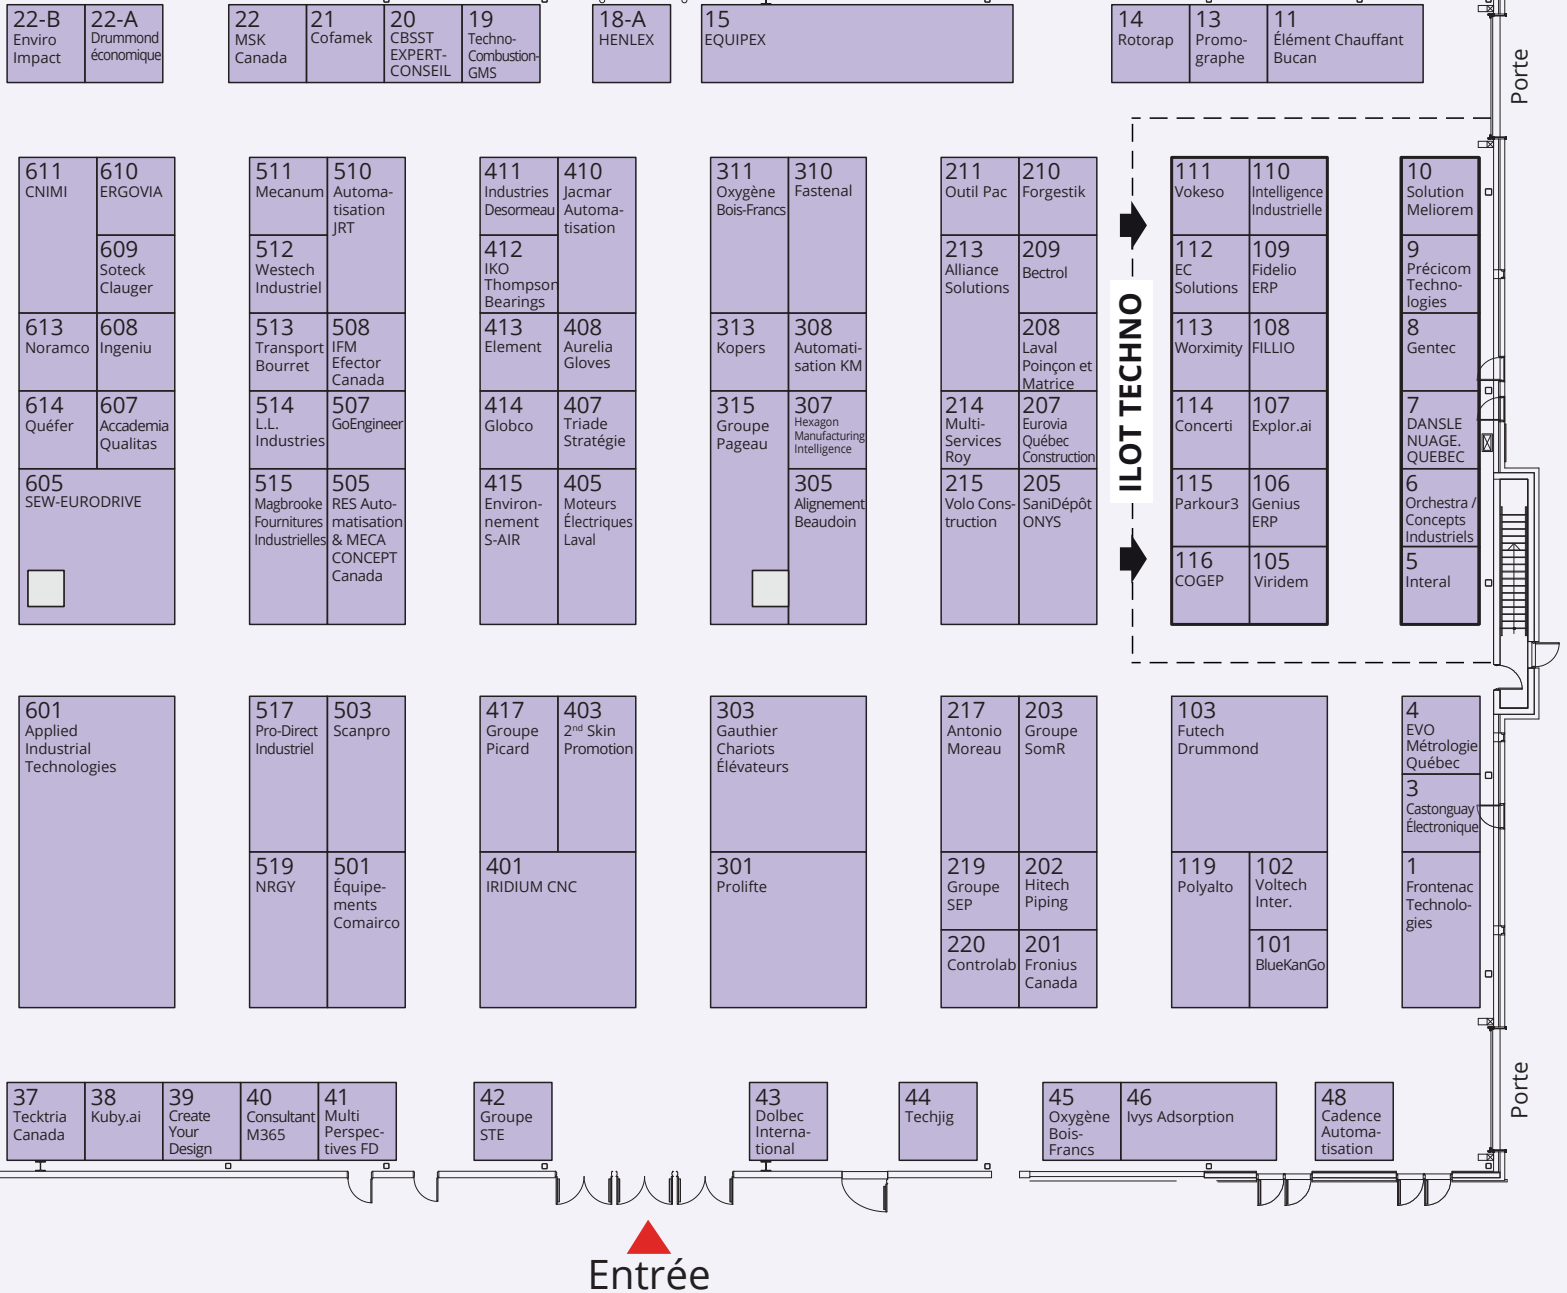 22-B
Enviro
Impact
22-A
Drummond
économique
22
MSK
Canada
21
Cofamek
20
CBSST
EXPERT-
CONSEIL
19
Techno-
Combustion-
GMS
18-A
HENLEX
15
EQUIPEX
14
Rotorap
13
Promo-
graphe
11
Élément Chauffant
Bucan
Porte
611
CNIMI
610
ERGOVIA
609
Soteck
Clauger
613
Noramco
608
Ingeniu
614
Quéfer
607
Accademia
Qualitas
605
SEW-EURODRIVE
511
Mecanum
510
Automa-
tisation
JRT
512
Westech
Industriel
513
Transport
Bourret
508
IFM
Efector
Canada
514
L.L.
Industries
507
GoEngineer
515
Magbrooke
Fournitures
Industrielles
505
RES Auto-
matisation
& MECA
CONCEPT
Canada
411
Industries
Desormeau
410
Jacmar
Automa-
tisation
412
IKO
Thompson
Bearings
413
Element
408
Aurelia
Gloves
414
Globco
407
Triade
Stratégie
415
Environ-
nement
S-AIR
405
Moteurs
Électriques
Laval
311
Oxygène
Bois-Francs
310
Fastenal
313
Kopers
308
Automati-
sation KM
315
Groupe
Pageau
307
Hexagon
Manufacturing
Intelligence
305
Alignement
Beaudoin
211
Outil Pac
210
Forgestik
213
Alliance
Solutions
209
Bectrol
208
Laval
Poinçon et
Matrice
214
Multi-
Services
Roy
207
Eurovia
Québec
Construction
215
Volo Cons-
truction
205
SaniDépôt
ONYS
ILOT TECHNO
111
Vokeso
110
Intelligence
Industrielle
112
EC
Solutions
109
Fidelio
ERP
113
Worximity
108
FILLIO
114
Concerti
107
Explor.ai
115
Parkour3
106
Genius
ERP
116
COGEP
105
Viridem
10
Solution
Meliorem
9
Précicom
Techno-
logies
8
Gentec
7
DANSLE
NUAGE.
QUEBEC
6
Orchestra /
Concepts
Industriels
5
Interal
601
Applied
Industrial
Technologies
517
Pro-Direct
Industriel
503
Scanpro
519
NRGY
501
Équipe-
ments
Comairco
417
Groupe
Picard
403
2nd Skin
Promotion
401
IRIDIUM CNC
303
Gauthier
Chariots
Élévateurs
301
Prolifte
217
Antonio
Moreau
203
Groupe
SomR
219
Groupe
SEP
202
Hitech
Piping
220
Controlab
201
Fronius
Canada
103
Futech
Drummond
119
Polyalto
102
Voltech
Inter.
101
BlueKanGo
4
EVO
Métrologie
Québec
3
Castonguay
Électronique
1
Frontenac
Technolo-
gies
37
Tecktria
Canada
38
Kuby.ai
39
Create
Your
Design
40
Consultant
M365
41
Multi
Perspec-
tives FD
42
Groupe
STE
43
Dolbec
Interna-
tional
44
Techjig
45
Oxygène
Bois-
Francs
46
Ivys Adsorption
48
Cadence
Automa-
tisation
Porte
Entrée